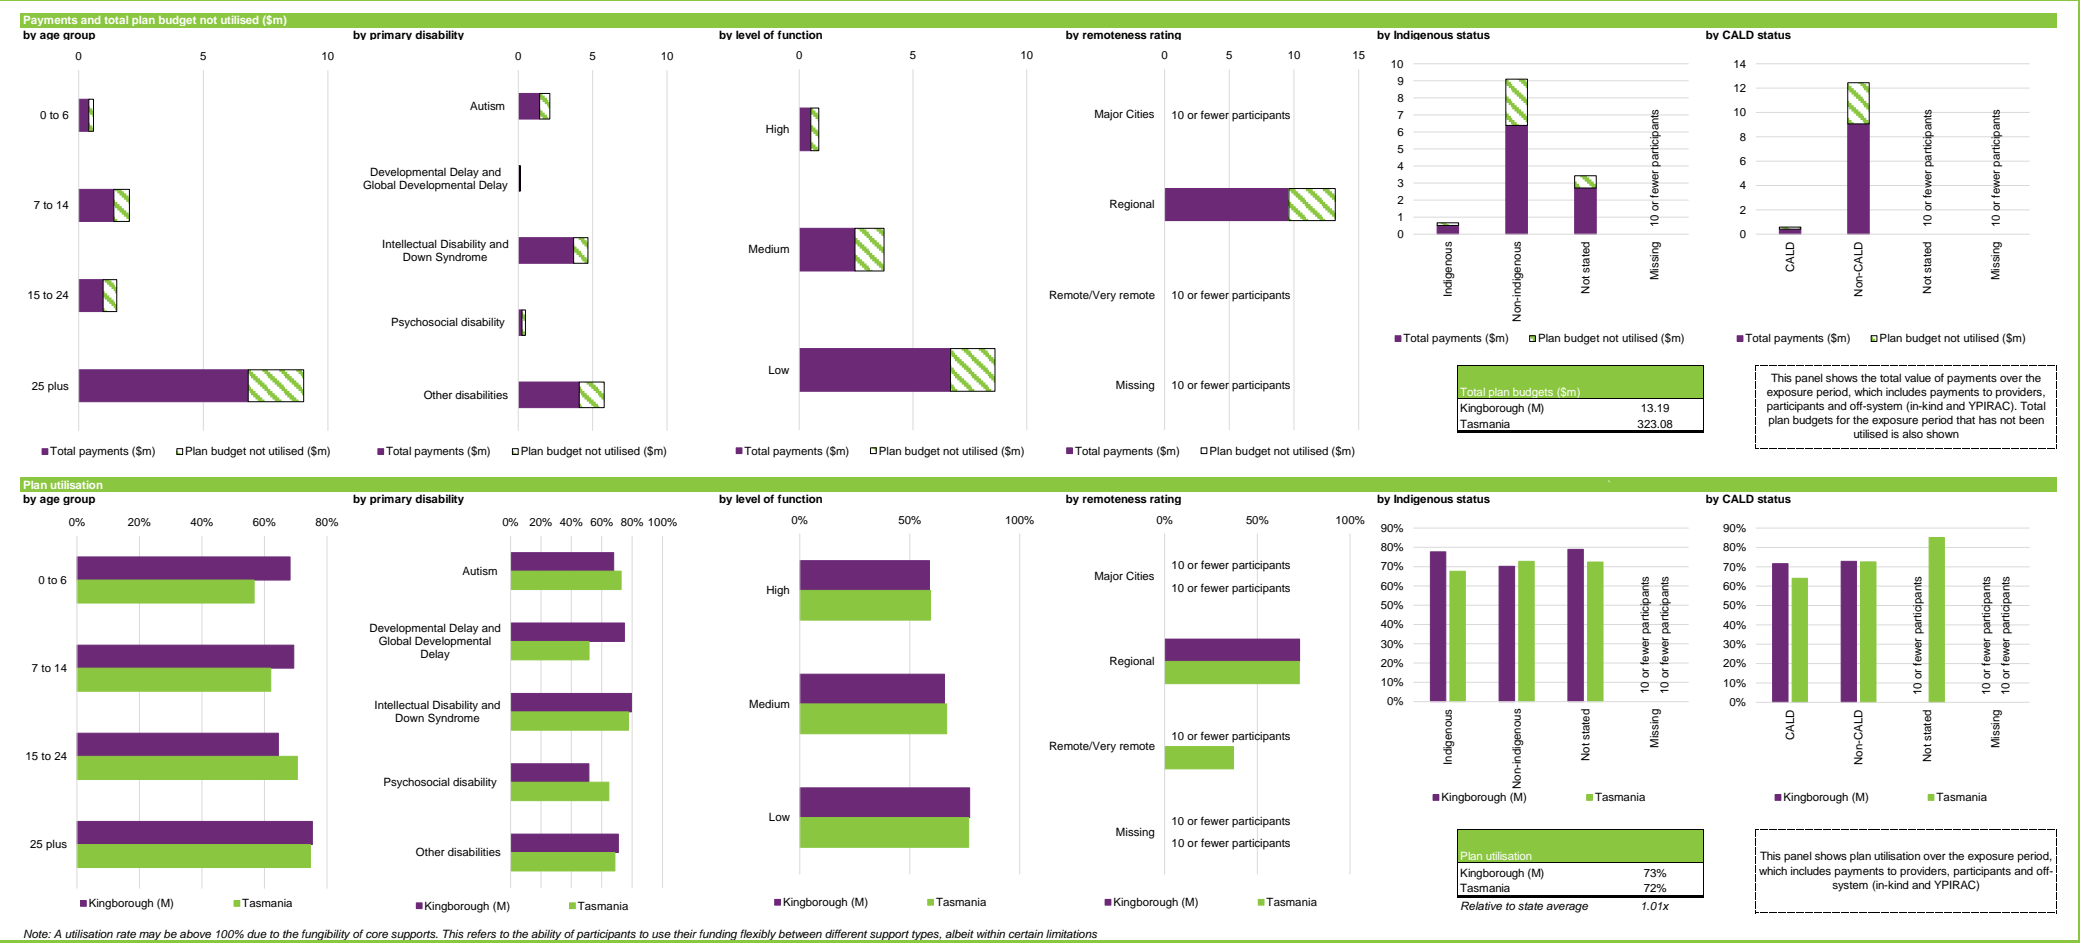 Payments and total plan budget not utilised ($m)
by age group
0 5 10
0 to 6
7 to 14
15 to 24
25 plus
Total payments ($m) Plan budget not utilised ($m)
by primary disability
0 5 10
Autism
Developmental Delay and
Global Developmental Delay
Intellectual Disability and
Down Syndrome
Psychosocial disability
Other disabilities
Total payments ($m) Plan budget not utilised ($m)
by level of function
0 5 10
High
Medium
Low
Total payments ($m) Plan budget not utilised ($m)
by remoteness rating
0 5 10 15
Major Cities 10 or fewer participants
Regional
Remote/Very remote 10 or fewer participants
Missing 10 or fewer participants
Total payments ($m) Plan budget not utilised ($m)
by Indigenous status
10
9
8
7
6
5
4
3
2
1
0
10 or fewer participants
Indigenous
Non-indigenous
Not stated
Missing
Total payments ($m) Plan budget not utilised ($m)
by CALD status
14
12
10
8
6
4
2
0
10 or fewer participants
10 or fewer participants
CALD
Non-CALD
Not stated
Missing
Total payments ($m) Plan budget not utilised ($m)
Total plan budgets ($m)
Kingborough (M) 13.19
Tasmania 323.08
This panel shows the total value of payments over the
exposure period, which includes payments to providers,
participants and off-system (in-kind and YPIRAC). Total
plan budgets for the exposure period that has not been
utilised is also shown
Plan utilisation
by age group
0% 20% 40% 60% 80%
0 to 6
7 to 14
15 to 24
25 plus
Kingborough (M) Tasmania
by primary disability
0% 20% 40% 60% 80% 100%
Autism
Developmental Delay and
Global Developmental
Delay
Intellectual Disability and
Down Syndrome
Psychosocial disability
Other disabilities
Kingborough (M) Tasmania
by level of function
0% 50% 100%
High
Medium
Low
Kingborough (M) Tasmania
by remoteness rating
0% 50% 100%
Major Cities
10 or fewer participants
10 or fewer participants
Regional
Remote/Very remote
10 or fewer participants
Missing
10 or fewer participants
10 or fewer participants
Kingborough (M) Tasmania
by Indigenous status
90%
80%
70%
60%
50%
40%
30%
20%
10%
0%
10 or fewer participants
10 or fewer participants
Indigenous
Non-indigenous
Not stated
Missing
Kingborough (M) Tasmania
by CALD status
90%
80%
70%
60%
50%
40%
30%
20%
10%
0%
10 or fewer participants
10 or fewer participants
10 or fewer participants
CALD
Non-CALD
Not stated
Missing
Kingborough (M) Tasmania
Plan utilisation
Kingborough (M) 73%
Tasmania 72%
Relative to state average 1.01x
This panel shows plan utilisation over the exposure period,
which includes payments to providers, participants and off-
system (in-kind and YPIRAC)
Note: A utilisation rate may be above 100% due to the fungibility of core supports. This refers to the ability of participants to use their funding flexibly between different support types, albeit within certain limitations